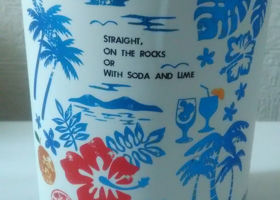 STRAIGHT,
ON THE ROCKS
OR
WITH SODA AND LIME